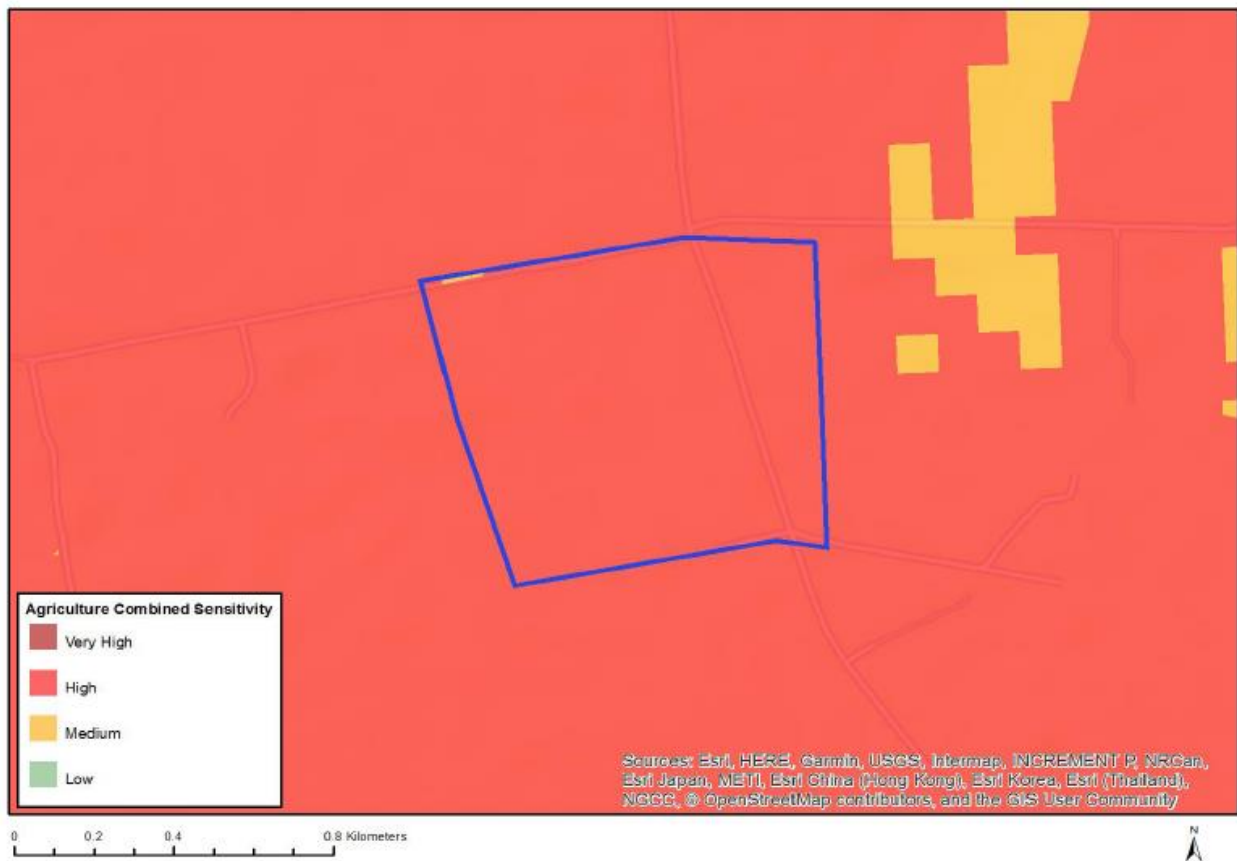 Agriculture Combined Sensitivity
Very High
High
Medium
Low
Sources: Esri, HERE, Garmin, USGS, Intermap, INCREMENT P, NRCan,
Esri Japan, METI, Esri China (Hong Kong), Esri Korea, Esri (Thailand),
NGCC, © OpenStreetMap contributors, and the GIS User Community
0 0.2 0.4 0.8 Kilometers
N